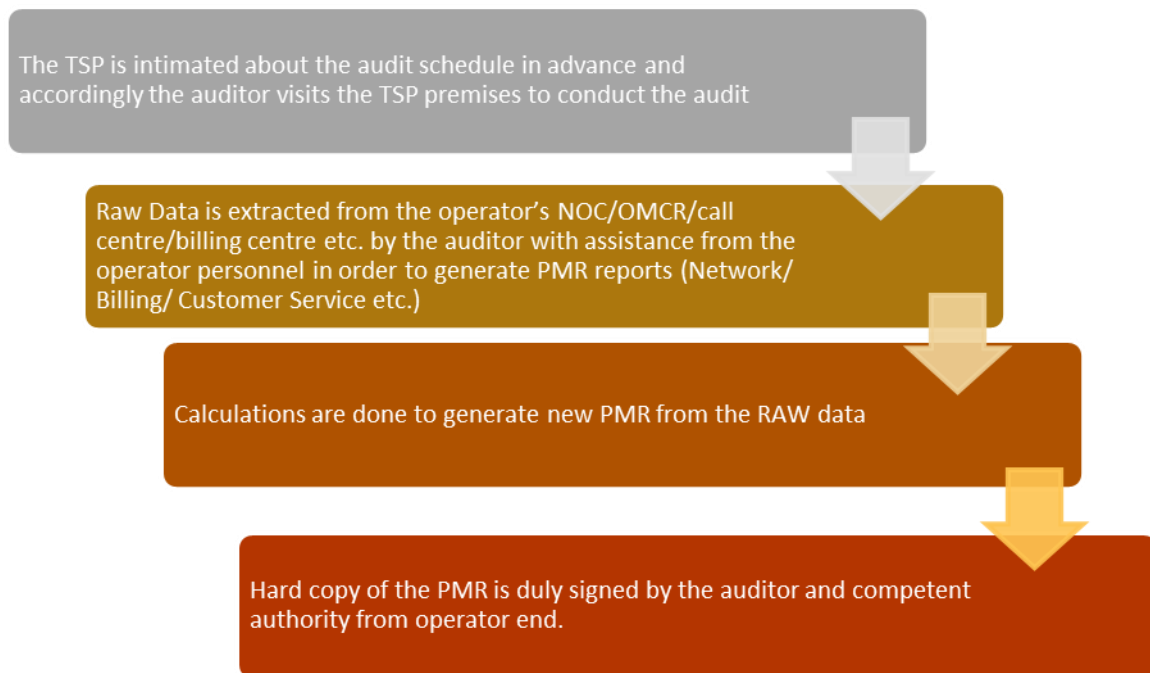 The TSP is intimated about the audit schedule in advance and
accordingly the auditor visits the TSP premises to conduct the audit
Raw Data is extracted from the operator’s NOC/OMCR/call
centre/billing centre etc. by the auditor with assistance from the
operator personnel in order to generate PMR reports (Network/
Billing/ Customer Service etc.)
Calculations are done to generate new PMR from the RAW data
Hard copy of the PMR is duly signed by the auditor and competent
authority from operator end.